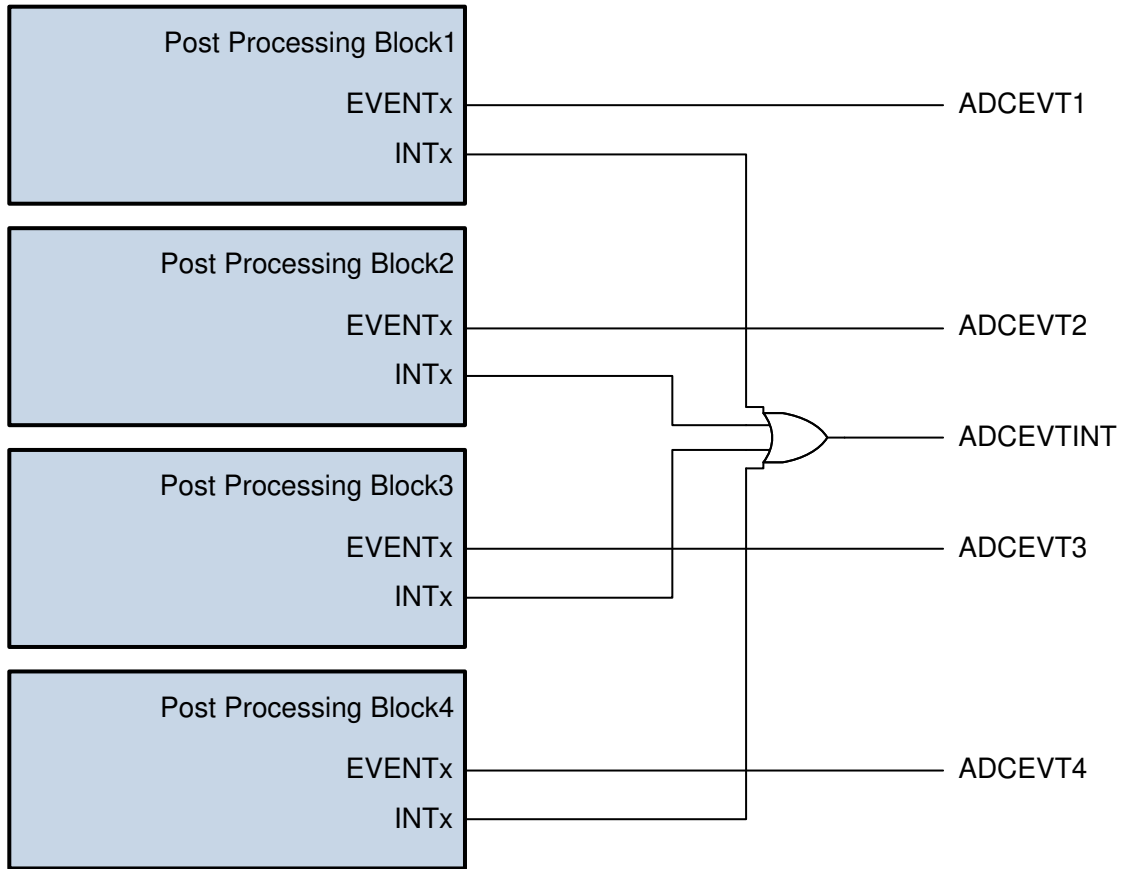 Post Processing Block1
EVENTx
ADCEVT1
INTx
Post Processing Block2
EVENTx
ADCEVT2
INTx
ADCEVTINT
Post Processing Block3
EVENTx
ADCEVT3
INTx
Post Processing Block4
EVENTx
ADCEVT4
INTx